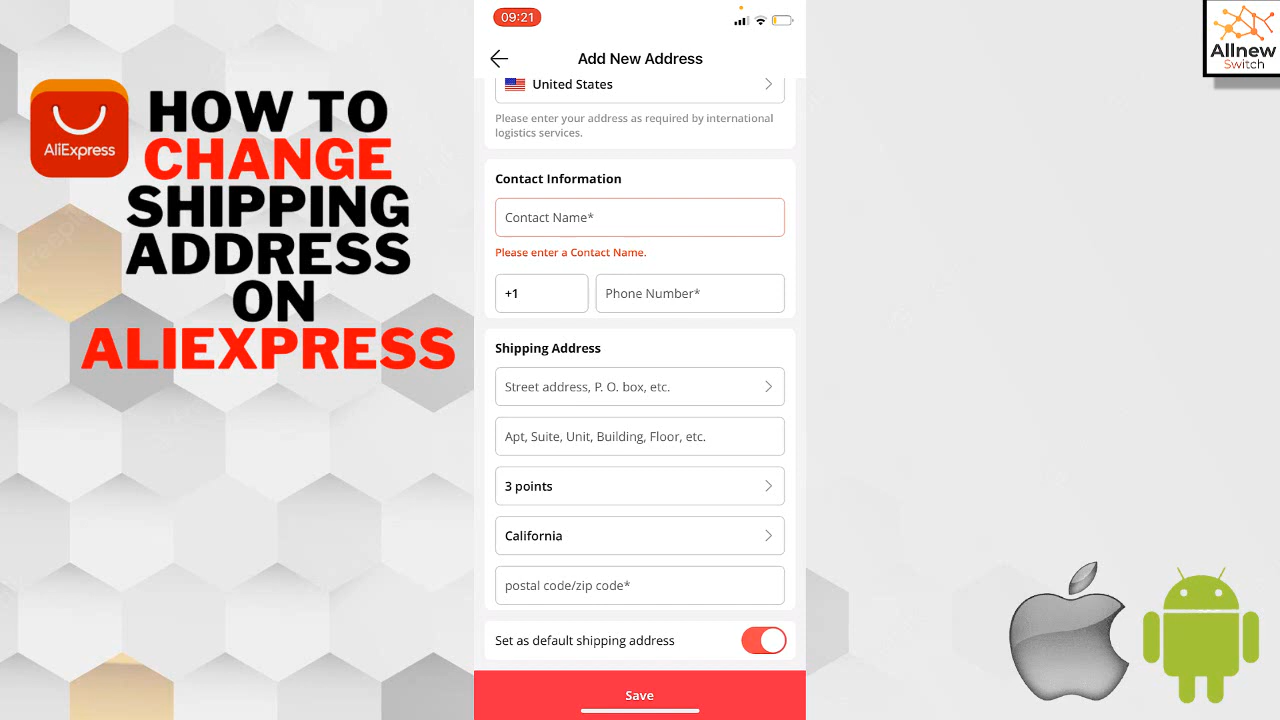 AliExpress
HOW TO
CHANGE
SHIPPING
ADDRESS
ON
ALIEXPRESS
09:21
Add New Address
United States
Please enter your address as required by international
logistics services.
Contact Information
Contact Name*
Please enter a Contact Name.
+1
Phone Number*
Shipping Address
Street address, P. O. box, etc.
Apt, Suite, Unit, Building, Floor, etc.
3 points
California
postal code/zip code*
Set as default shipping address
Save
Allnew
Switch